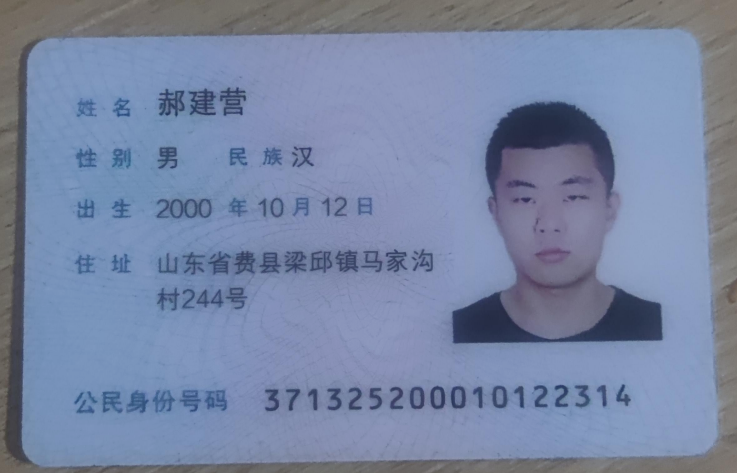 姓名 郝建营
性别 男 民族 汉
出生 2000 年 10 月 12 日
住址 山东省费县梁邱镇马家沟
村244号
公民身份号码 371325200010122314